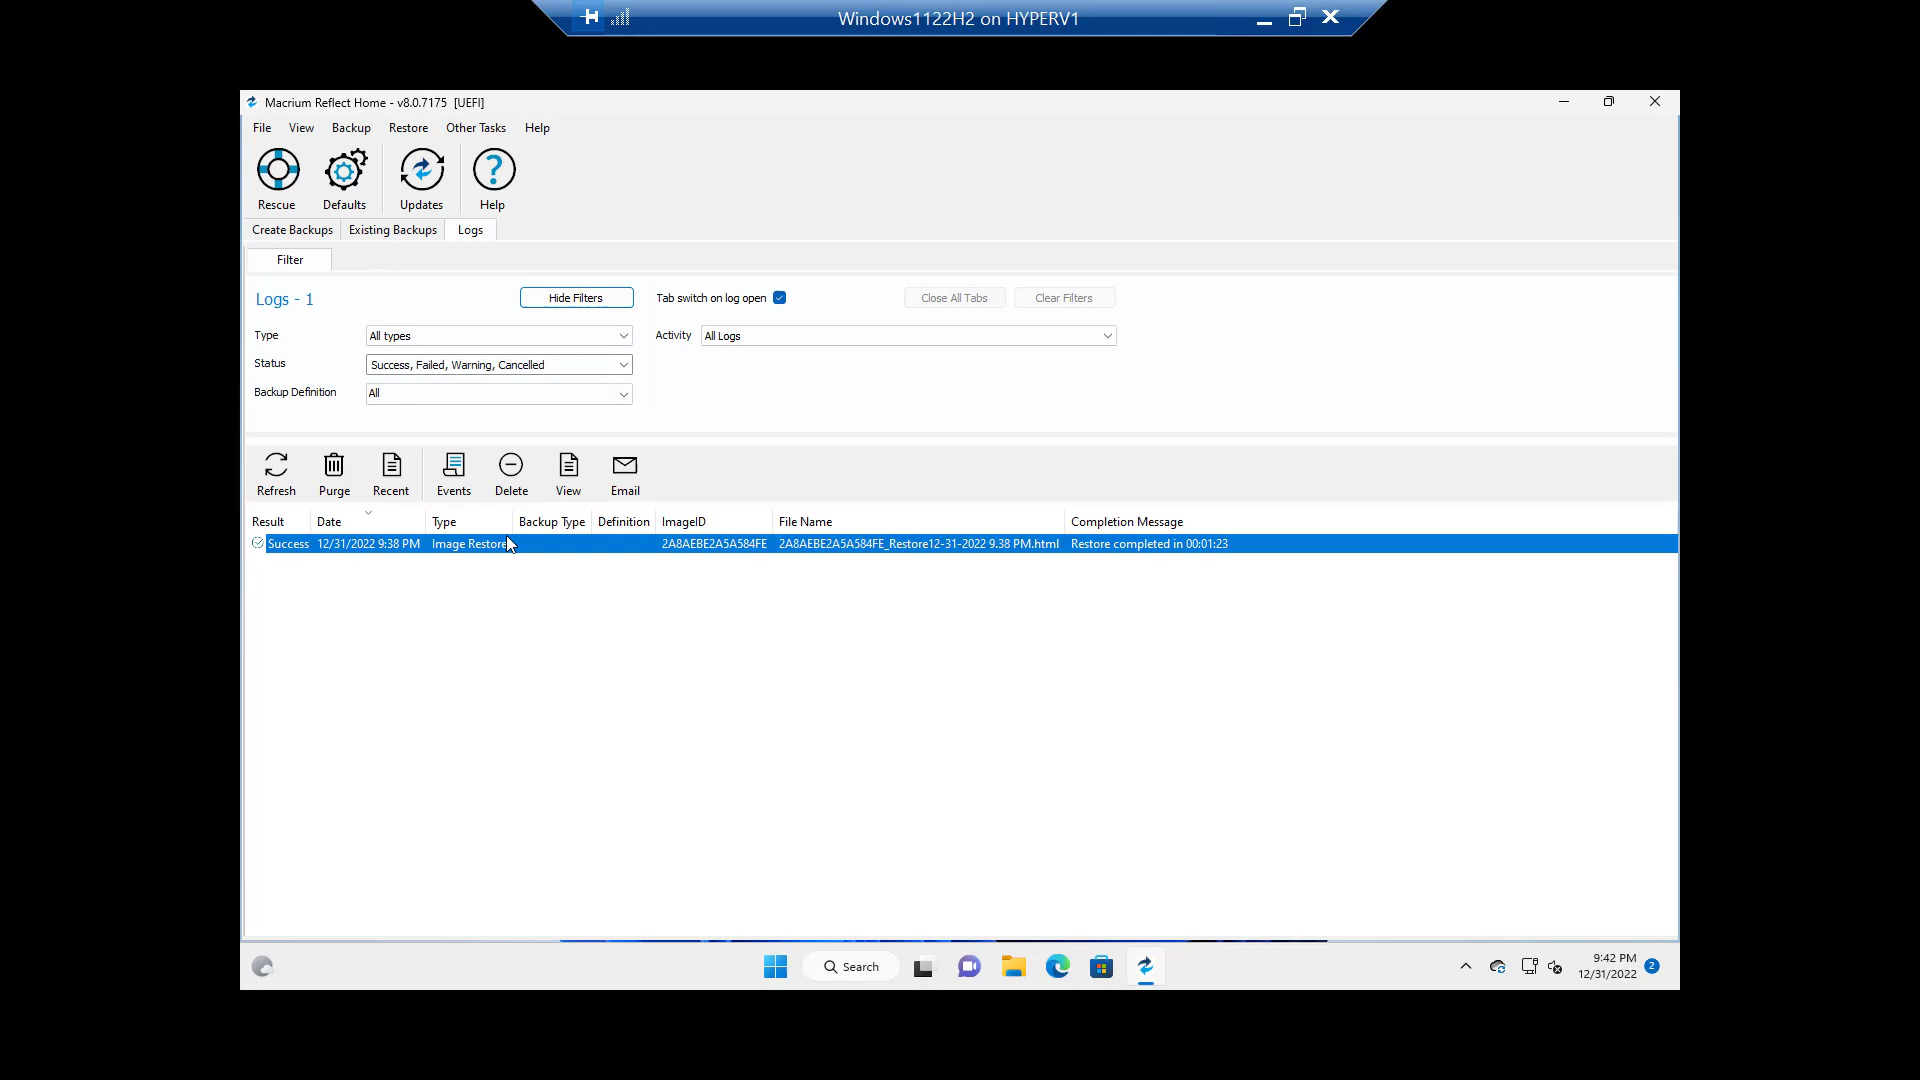 Windows1122H2 on HYPERV1
Macrium Reflect Home - v8.0.7175 [UEFI]
File View Backup Restore Other Tasks Help
Rescue Defaults Updates Help
Create Backups Existing Backups Logs
Filter
Logs - 1 Hide Filters Tab switch on log open Close All Tabs Clear Filters
Type All types Activity All Logs
Status Success, Failed, Warning, Cancelled
Backup Definition All
Refresh Purge Recent Events Delete View Email
Result Date Type Backup Type Definition ImageID File Name Completion Message
Success 12/31/2022 9:38 PM Image Restore 2A8AEBE2A5A584FE 2A8AEBE2A5A584FE_Restore12-31-2022 9.38 PM.html Restore completed in 00:01:23
Search 9:42 PM
12/31/2022 2